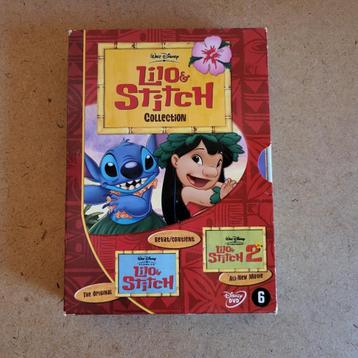 Walt Disney
Lilo &
Stitch
Collection
Bevat/Contient
Lilo &
Stitch
The Original
Walt Disney
Lilo &
Stitch 2
All-New Movie
Disney
DVD
6